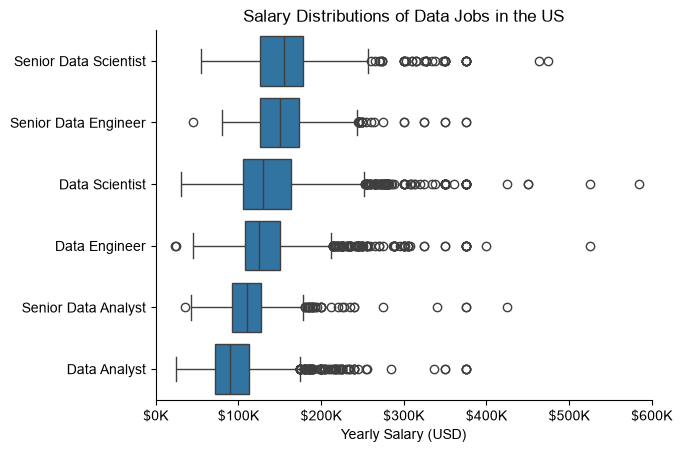 Salary Distributions of Data Jobs in the US
Senior Data Scientist
Senior Data Engineer
Data Scientist
Data Engineer
Senior Data Analyst
Data Analyst
$0K $100K $200K $300K $400K $500K $600K
Yearly Salary (USD)